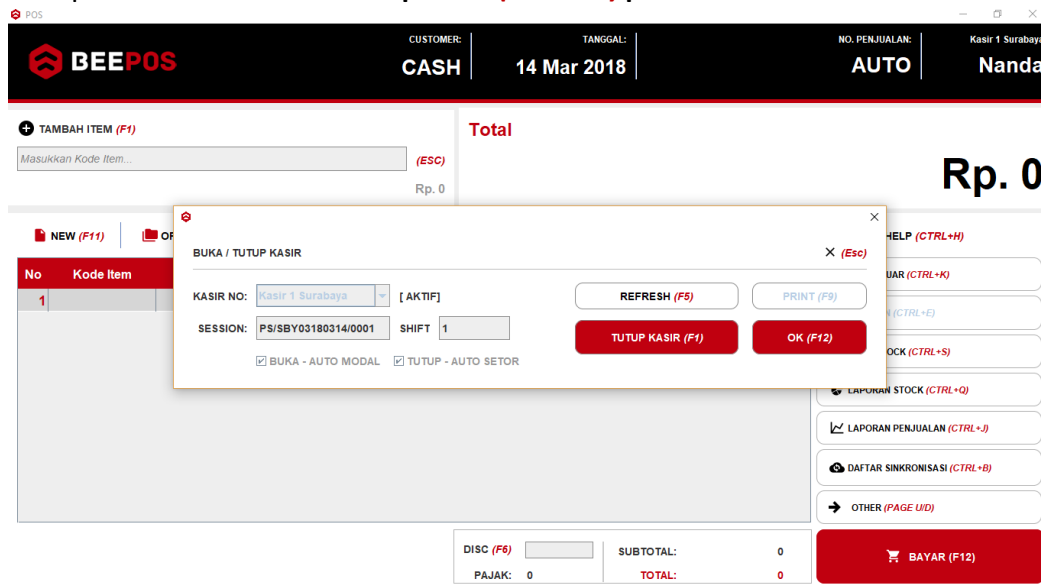 POS
BEEPOS
CUSTOMER:
CASH
TANGGAL:
14 Mar 2018
NO. PENJUALAN:
AUTO
Kasir 1 Surabaya
Nanda
TAMBAH ITEM (F1)
Masukkan Kode Item...
(ESC)
Rp. 0
Total
Rp. 0
NEW (F11)
HELP (CTRL+H)
No Kode Item
1
BUKA / TUTUP KASIR
X (Esc)
KASIR NO: Kasir 1 Surabaya [ AKTIF]
REFRESH (F5)
PRINT (F9)
SESSION: PS/SBY03180314/0001 SHIFT 1
TUTUP KASIR (F1)
OK (F12)
BUKA - AUTO MODAL TUTUP - AUTO SETOR
UAR (CTRL+K)
(CTRL+E)
OCK (CTRL+S)
LAPORAN STOCK (CTRL+Q)
LAPORAN PENJUALAN (CTRL+J)
DAFTAR SINKRONISASI (CTRL+B)
OTHER (PAGE U/D)
DISC (F6)
SUBTOTAL: 0
PAJAK: 0
TOTAL: 0
BAYAR (F12)